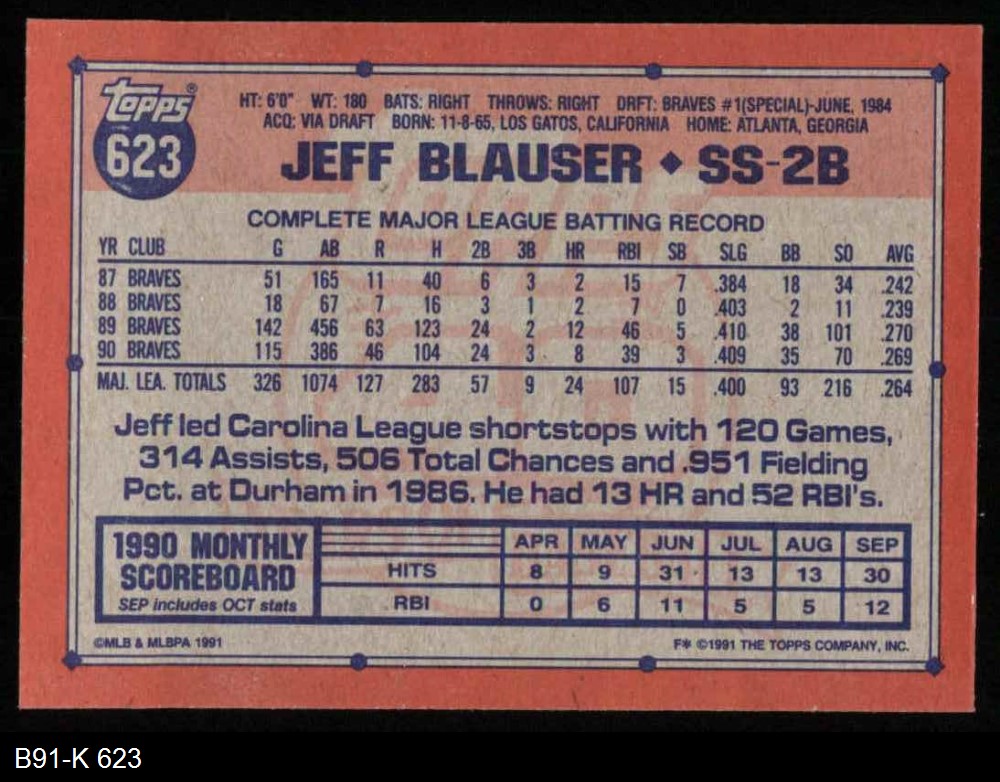 topps®
623
HT: 6'0" WT: 180 BATS: RIGHT THROWS: RIGHT DRFT: BRAVES #1(SPECIAL)-JUNE, 1984
ACQ: VIA DRAFT BORN: 11-8-65, LOS GATOS, CALIFORNIA HOME: ATLANTA, GEORGIA
JEFF BLAUSER ◆ SS-2B
COMPLETE MAJOR LEAGUE BATTING RECORD
YR CLUB G AB R H 2B 3B HR RBI SB SLG BB SO AVG
87 BRAVES 51 165 11 40 6 3 2 15 7 .384 18 34 .242
88 BRAVES 18 67 7 16 3 1 2 7 0 .403 2 11 .239
89 BRAVES 142 456 63 123 24 2 12 46 5 .410 38 101 .270
90 BRAVES 115 386 46 104 24 3 8 39 3 .409 35 70 .269
MAJ. LEA. TOTALS 326 1074 127 283 57 9 24 107 15 .400 93 216 .264
Jeff led Carolina League shortstops with 120 Games,
314 Assists, 506 Total Chances and .951 Fielding
Pct. at Durham in 1986. He had 13 HR and 52 RBI's.
1990 MONTHLY SCOREBOARD
SEP includes OCT stats
APR MAY JUN JUL AUG SEP
HITS 8 9 31 13 13 30
RBI 0 6 11 5 5 12
©MLB & MLBPA 1991 F* ©1991 THE TOPPS COMPANY, INC.
B91-K 623